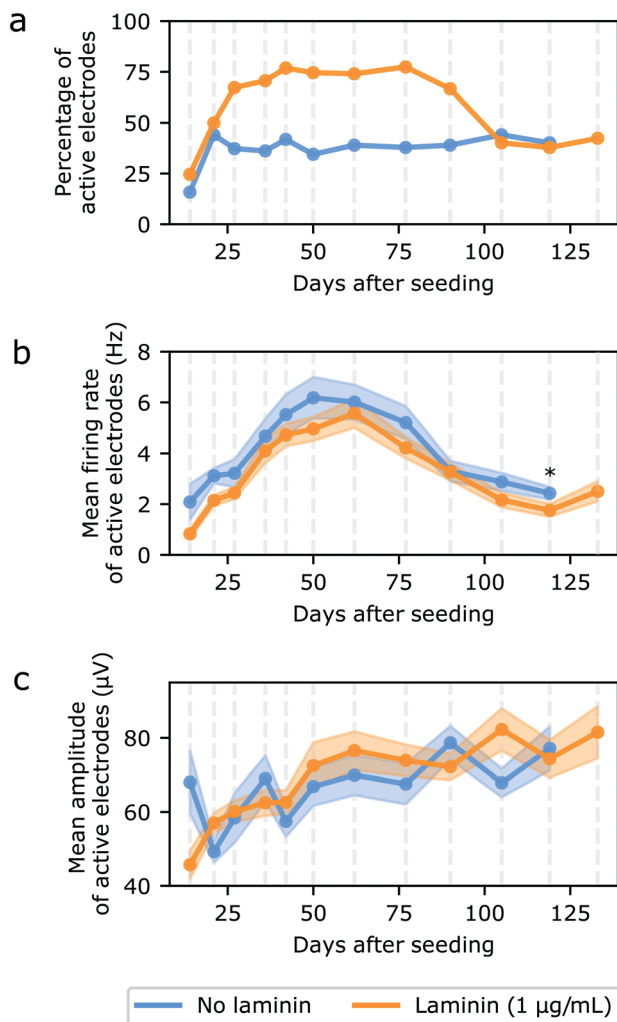 a
Percentage of
active electrodes
100
75
50
25
0
25 50 75 100 125
Days after seeding
b
Mean firing rate
of active electrodes (Hz)
8
6
4
2
0
*
25 50 75 100 125
Days after seeding
c
Mean amplitude
of active electrodes (µV)
80
60
40
25 50 75 100 125
Days after seeding
No laminin Laminin (1 µg/mL)